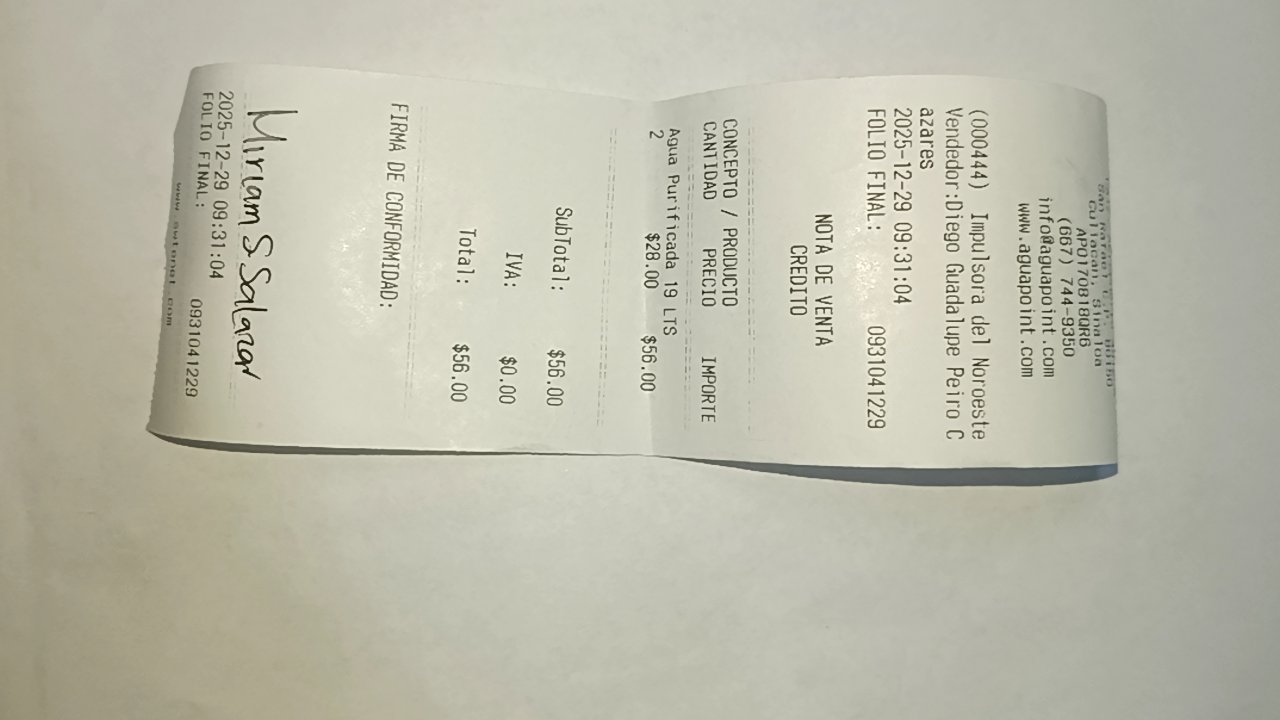 Culiacan, Sinaloa
APO170818QR6
(667) 744-9350
info@aguapoint.com
www.aguapoint.com
(000444) Impulsora del Noroeste
Vendedor:Diego Guadalupe Peiro C
azares
2025-12-29 09:31:04
FOLIO FINAL: 0931041229
NOTA DE VENTA
CREDITO
CONCEPTO / PRODUCTO
CANTIDAD PRECIO IMPORTE
Agua Purificada 19 LTS
2 $28.00 $56.00
SubTotal: $56.00
IVA: $0.00
Total: $56.00
FIRMA DE CONFORMIDAD:
Miriam S Salazar
2025-12-29 09:31:04
FOLIO FINAL: 0931041229